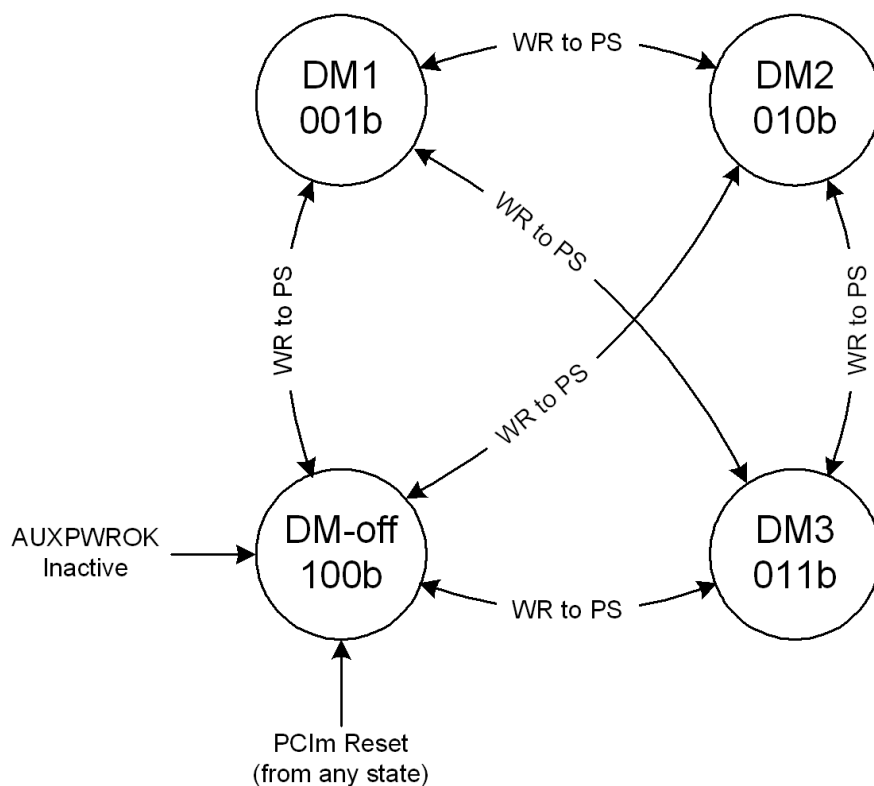 DM1
001b
WR to PS
DM2
010b
WR to PS
WR to PS
WR to PS
WR to PS
AUXPWROK
Inactive
DM-off
100b
WR to PS
DM3
011b
PCIm Reset
(from any state)